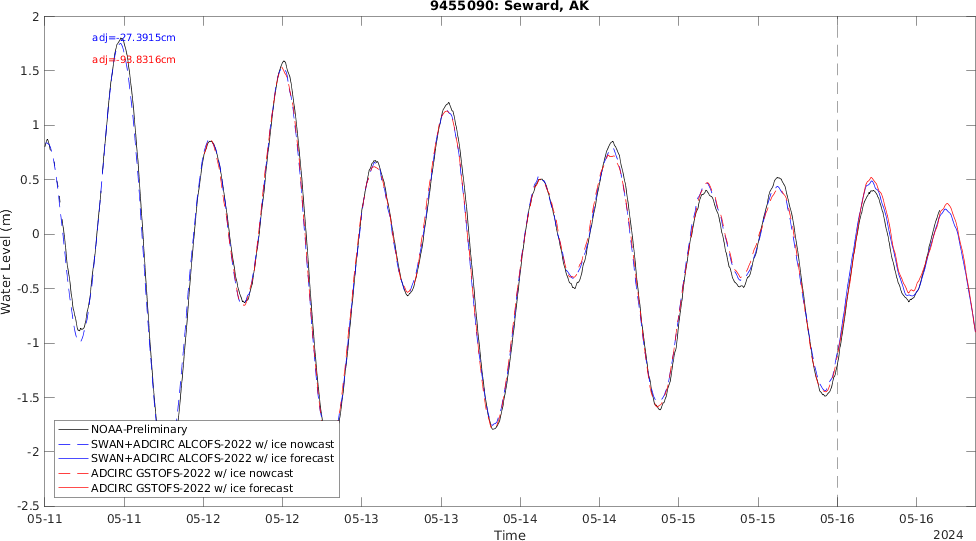 9455090: Seward, AK
adj=-27.3915cm
adj=-93.8316cm
2
1.5
1
0.5
0
-0.5
-1
-1.5
-2
-2.5
Water Level (m)
NOAA-Preliminary
SWAN+ADCIRC ALCOFS-2022 w/ ice nowcast
SWAN+ADCIRC ALCOFS-2022 w/ ice forecast
ADCIRC GSTOFS-2022 w/ ice nowcast
ADCIRC GSTOFS-2022 w/ ice forecast
05-11 05-11 05-12 05-12 05-13 05-13 05-14 05-14 05-15 05-15 05-16 05-16
Time
2024